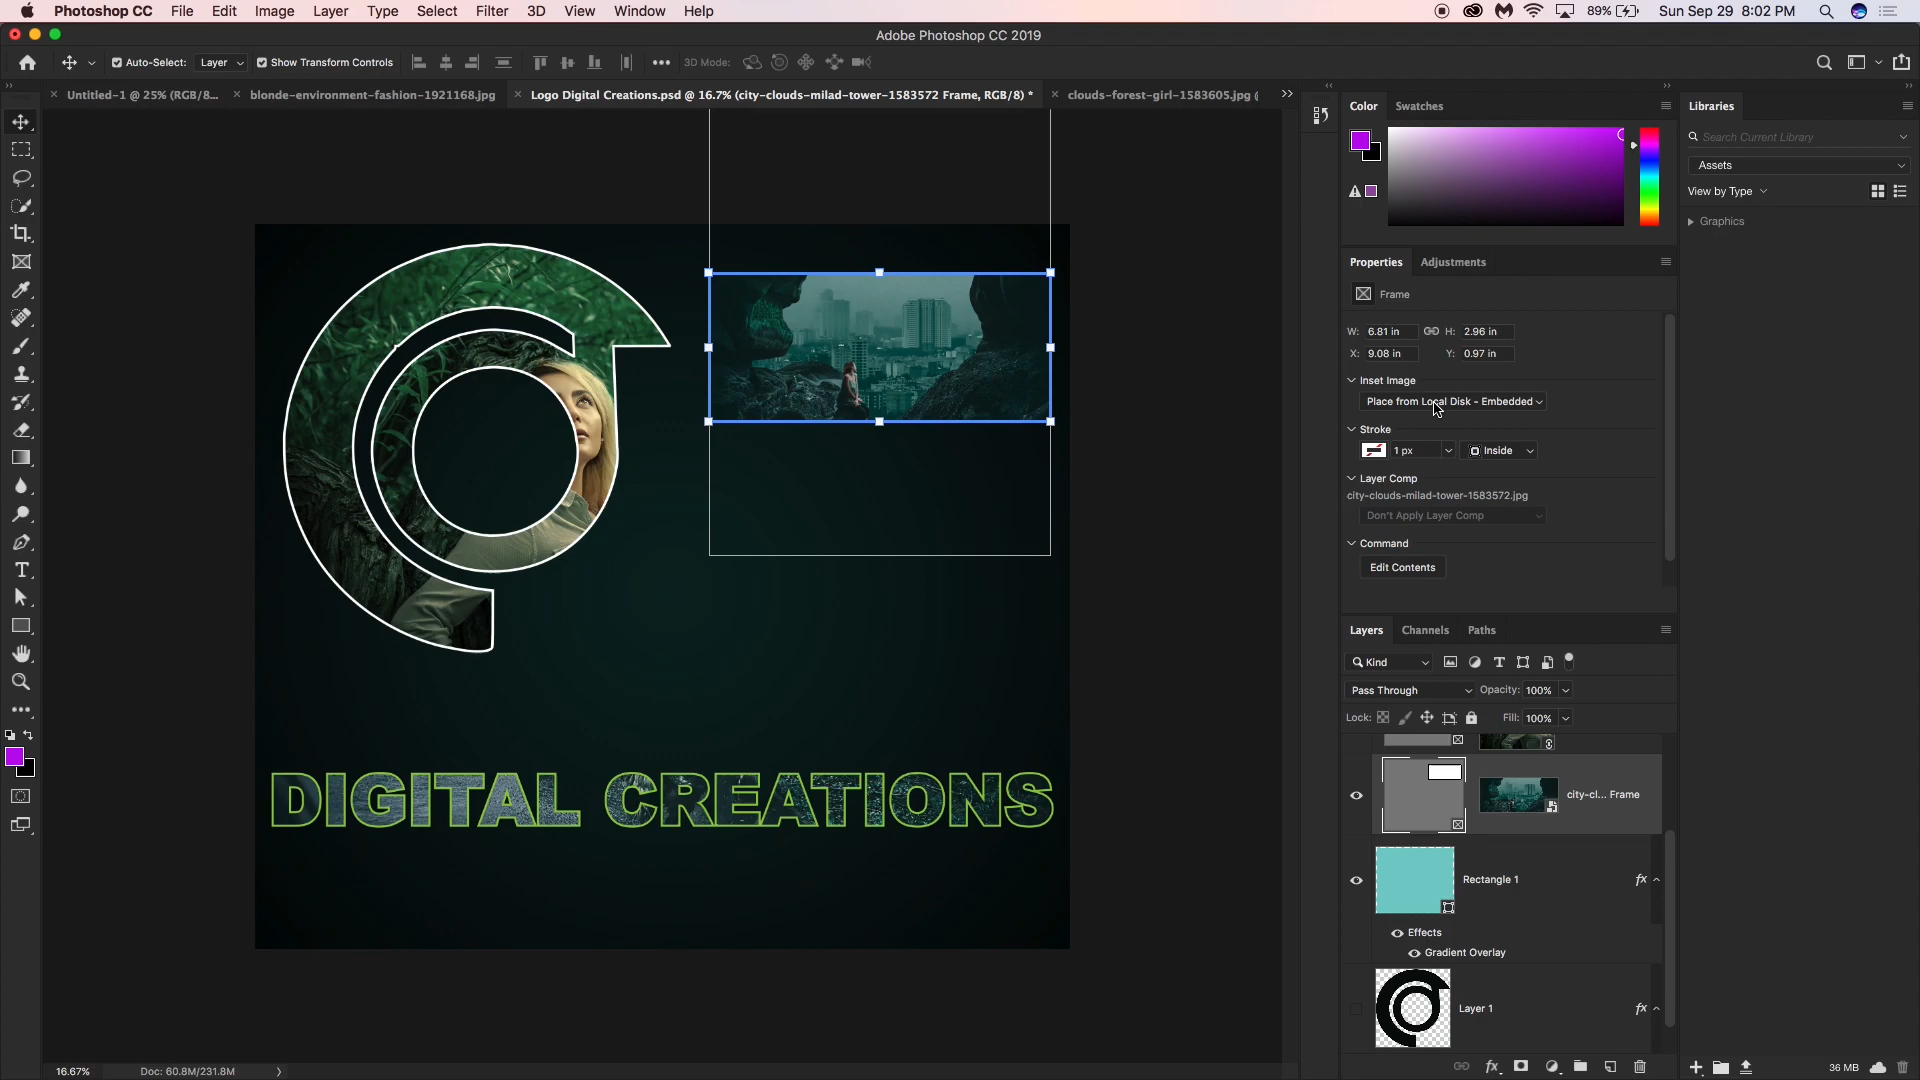 Photoshop CC File Edit Image Layer Type Select Filter 3D View Window Help 89% Sun Sep 29 8:02 PM
Adobe Photoshop CC 2019
Auto-Select: Layer Show Transform Controls 3D Mode:
Untitled-1 @ 25% (RGB/8... blonde-environment-fashion-1921168.jpg Logo Digital Creations.psd @ 16.7% (city-clouds-milad-tower-1583572 Frame, RGB/8) * clouds-forest-girl-1583605.jpg @
Color Swatches
Libraries
Search Current Library
Assets
View by Type
Graphics
Properties Adjustments
Frame
W: 6.81 in H: 2.96 in
X: 9.08 in Y: 0.97 in
Inset Image
Place from Local Disk - Embedded
Stroke
1 px Inside
Layer Comp
city-clouds-milad-tower-1583572.jpg
Don't Apply Layer Comp
Command
Edit Contents
Layers Channels Paths
Kind
Pass Through Opacity: 100%
Lock: Fill: 100%
city-cl... Frame
Rectangle 1 fx
Effects
Gradient Overlay
Layer 1 fx
DIGITAL CREATIONS
16.67% Doc: 60.8M/231.8M
fx
36 MB